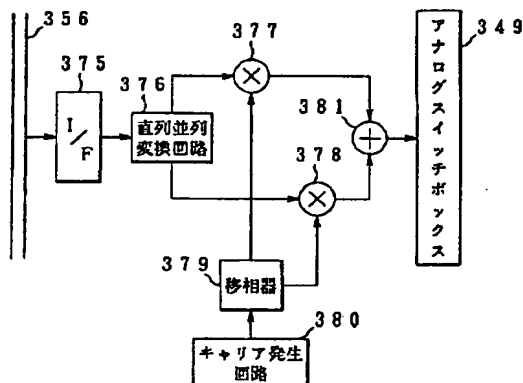 356
375
I/F
376
直列並列
変換回路
377
378
381
379
移相器
380
キャリア発生
回路
349
アナログスイッチボックス